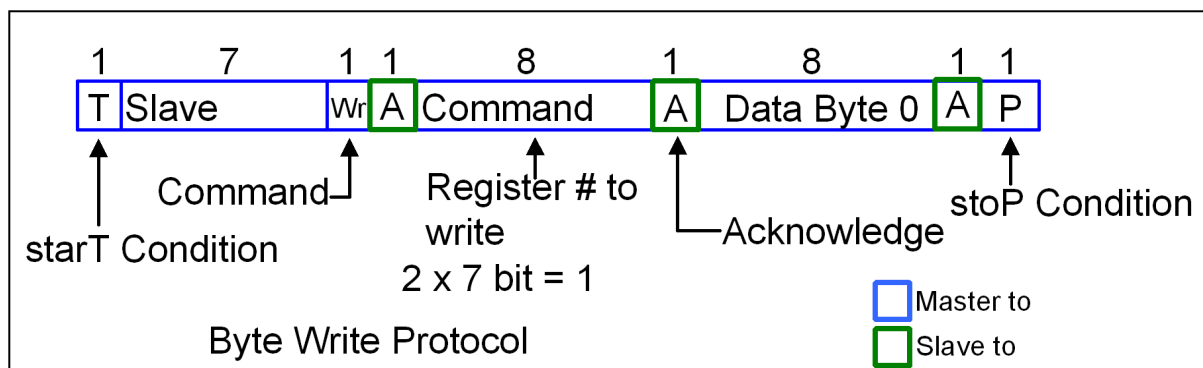 1 7 1 1 8 1 8 1 1
T Slave Wr A Command A Data Byte 0 A P
Command
Register # to
write
2 x 7 bit = 1
Acknowledge
stoP Condition
starT Condition
Byte Write Protocol
Master to
Slave to